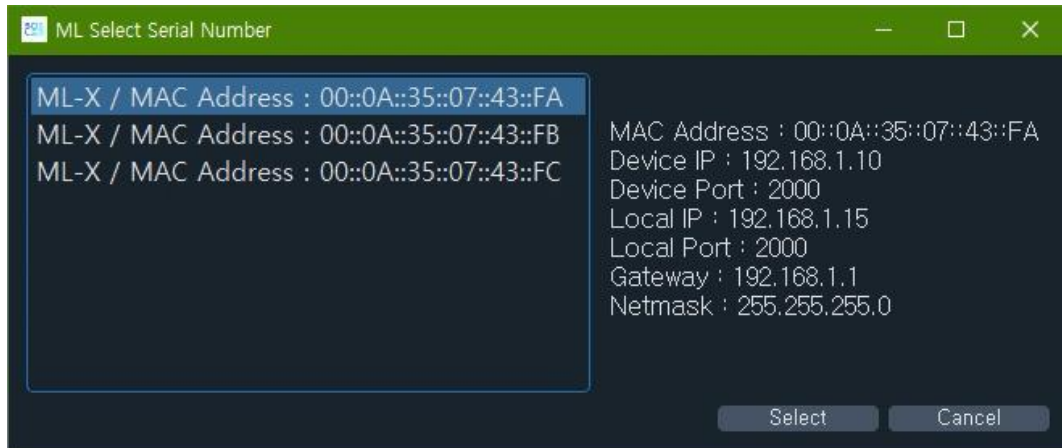 ML Select Serial Number
ML-X / MAC Address : 00::0A::35::07::43::FA
ML-X / MAC Address : 00::0A::35::07::43::FB
ML-X / MAC Address : 00::0A::35::07::43::FC
MAC Address : 00::0A::35::07::43::FA
Device IP : 192.168.1.10
Device Port : 2000
Local IP : 192.168.1.15
Local Port : 2000
Gateway : 192.168.1.1
Netmask : 255.255.255.0
Select
Cancel